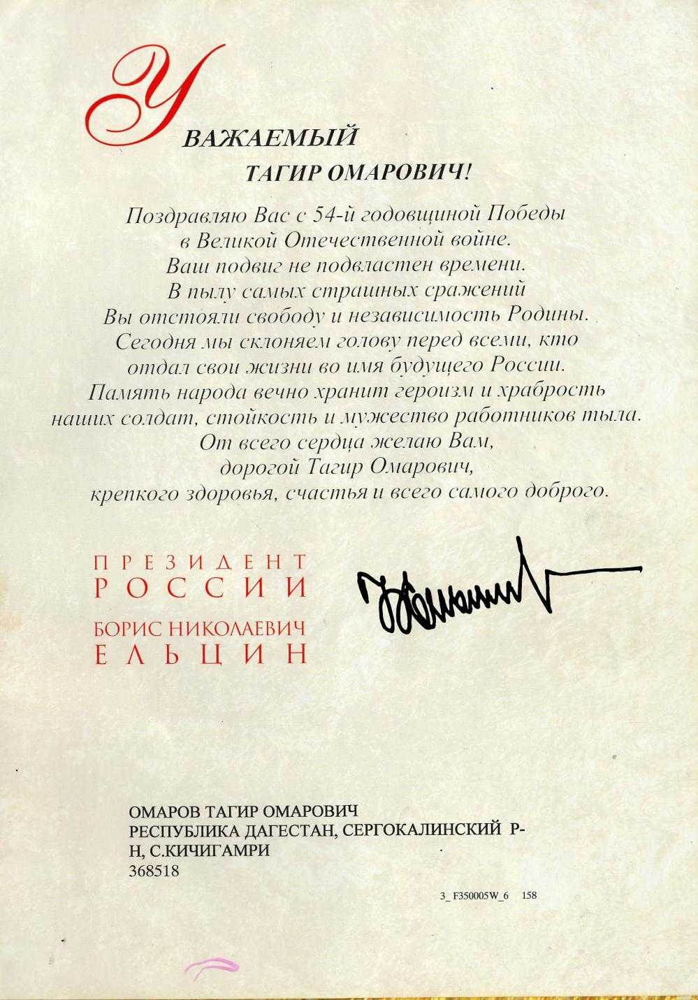 УВАЖАЕМЫЙ
ТАГИР ОМАРОВИЧ!
Поздравляю Вас с 54-й годовщиной Победы
в Великой Отечественной войне.
Ваш подвиг не подвластен времени.
В пылу самых страшных сражений
Вы отстояли свободу и независимость Родины.
Сегодня мы склоняем голову перед всеми, кто
отдал свои жизни во имя будущего России.
Память народа вечно хранит героизм и храбрость
наших солдат, стойкость и мужество работников тыла.
От всего сердца желаю Вам,
дорогой Тагир Омарович,
крепкого здоровья, счастья и всего самого доброго.
ПРЕЗИДЕНТ
РОССИИ
БОРИС НИКОЛАЕВИЧ
ЕЛЬЦИН
ОМАРОВ ТАГИР ОМАРОВИЧ
РЕСПУБЛИКА ДАГЕСТАН, СЕРГОКАЛИНСКИЙ Р-
Н, С.КИЧИГАМРИ
368518
3_ F350005W_6 158